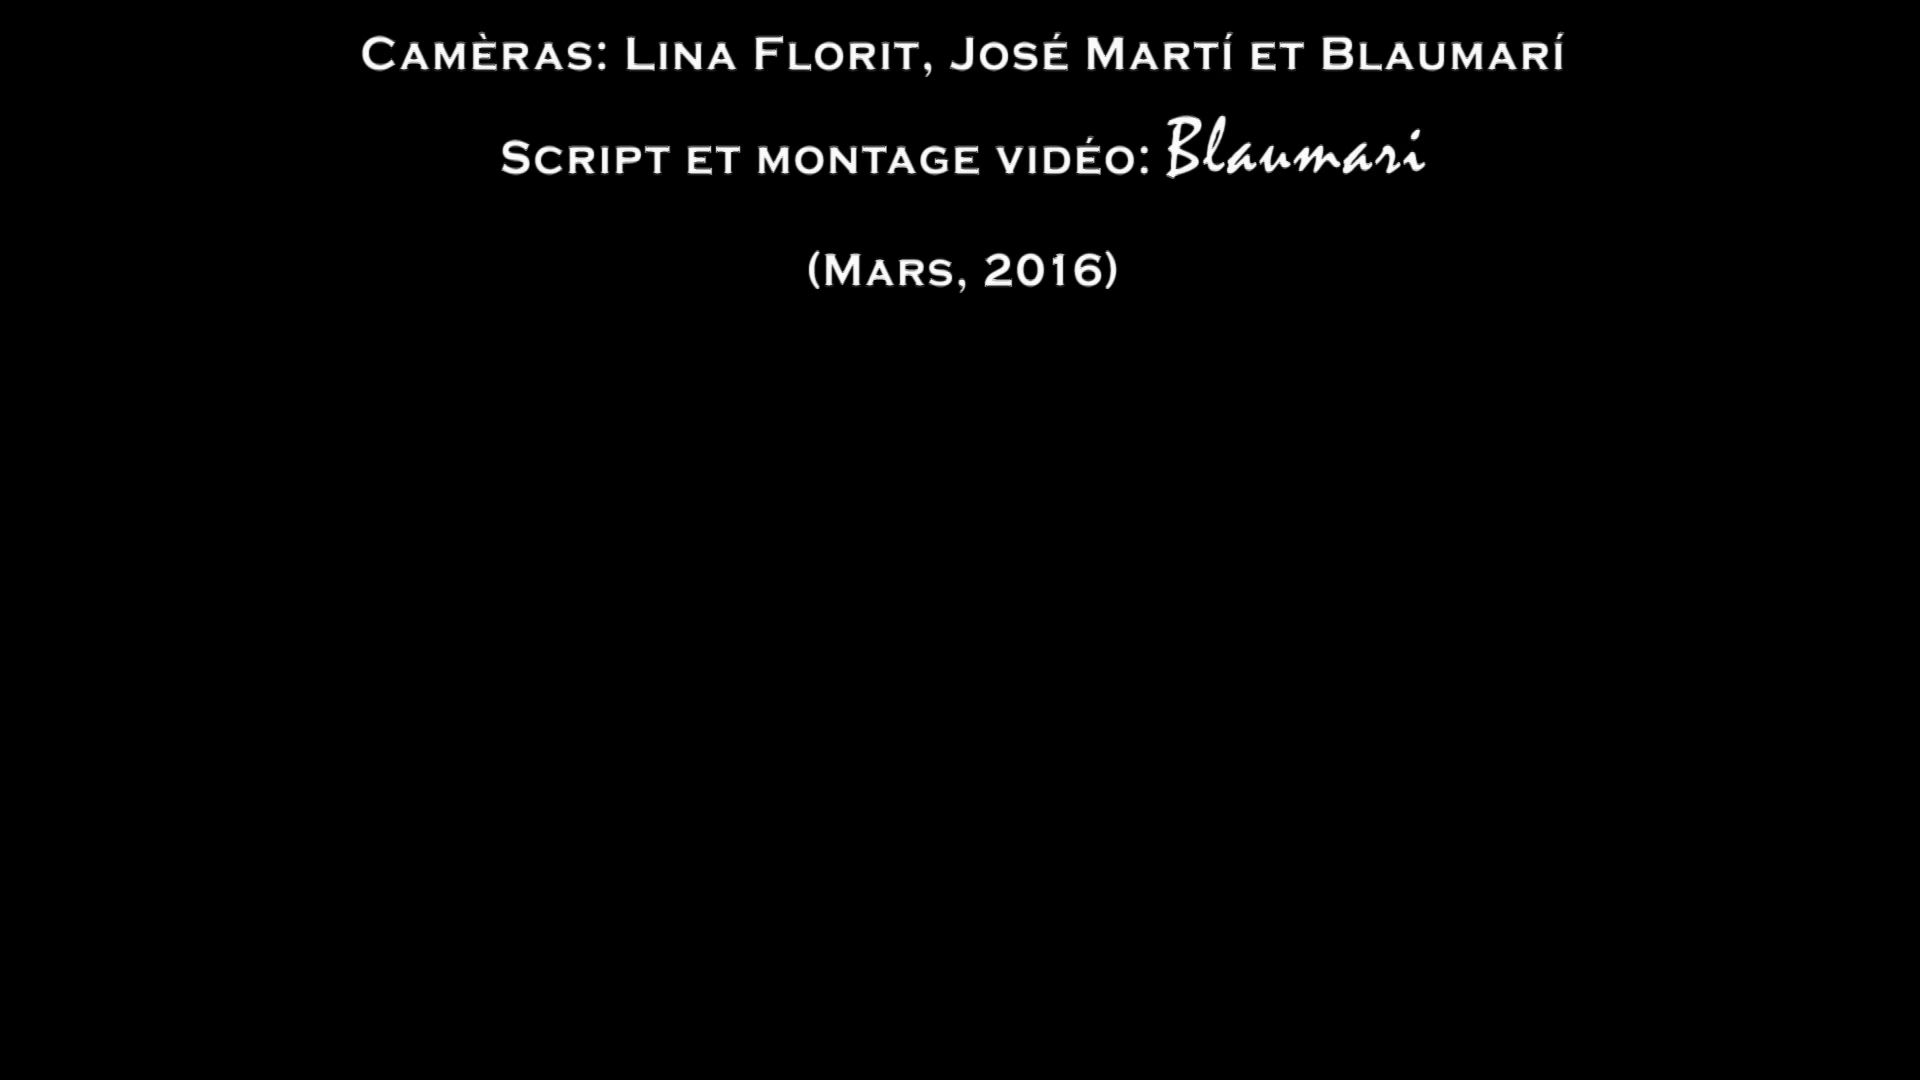 Camèras: Lina Florit, José Martí et Blaumarí
Script et montage vidéo: Blaumari
(Mars, 2016)